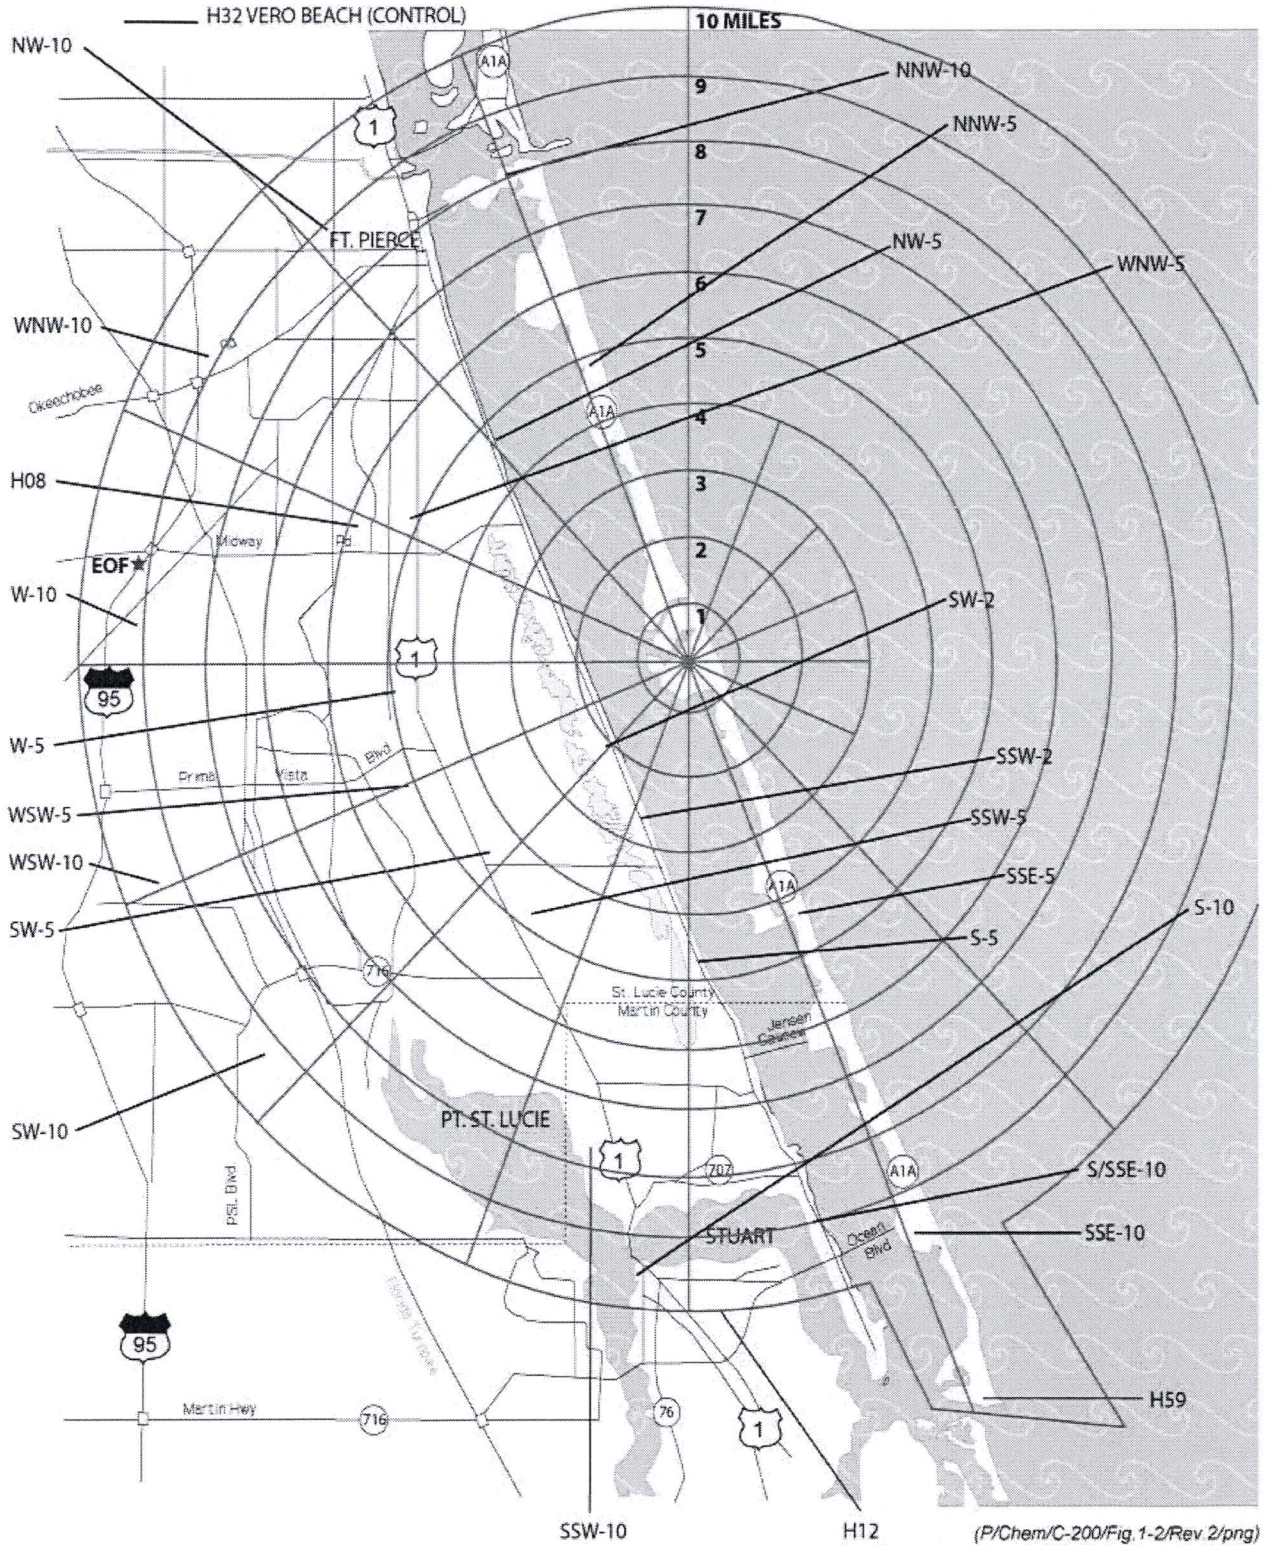 H32 VERO BEACH (CONTROL)
10 MILES
NW-10
A1A
NNW-10
9
1
NNW-5
8
7
FT. PIERCE
NW-5
WNW-5
6
WNW-10
5
Okeechobee
A1A
4
H08
3
Midway Rd.
2
EOF
W-10
SW-2
1
1
95
W-5
Blvd
SSW-2
Prima Vista
WSW-5
SSW-5
WSW-10
A1A
SSE-5
S-10
SW-5
S-5
716
St. Lucie County
Martin County
Jensen
Cswew
PT. ST. LUCIE
SW-10
1
707
A1A
S/SSE-10
PSL Blvd
STUART
Ocean
Blvd
SSE-10
Florida Turnpike
95
Martin Hwy
716
76
1
H59
SSW-10
H12
(P/Chem/C-200/Fig.1-2/Rev.2/png)